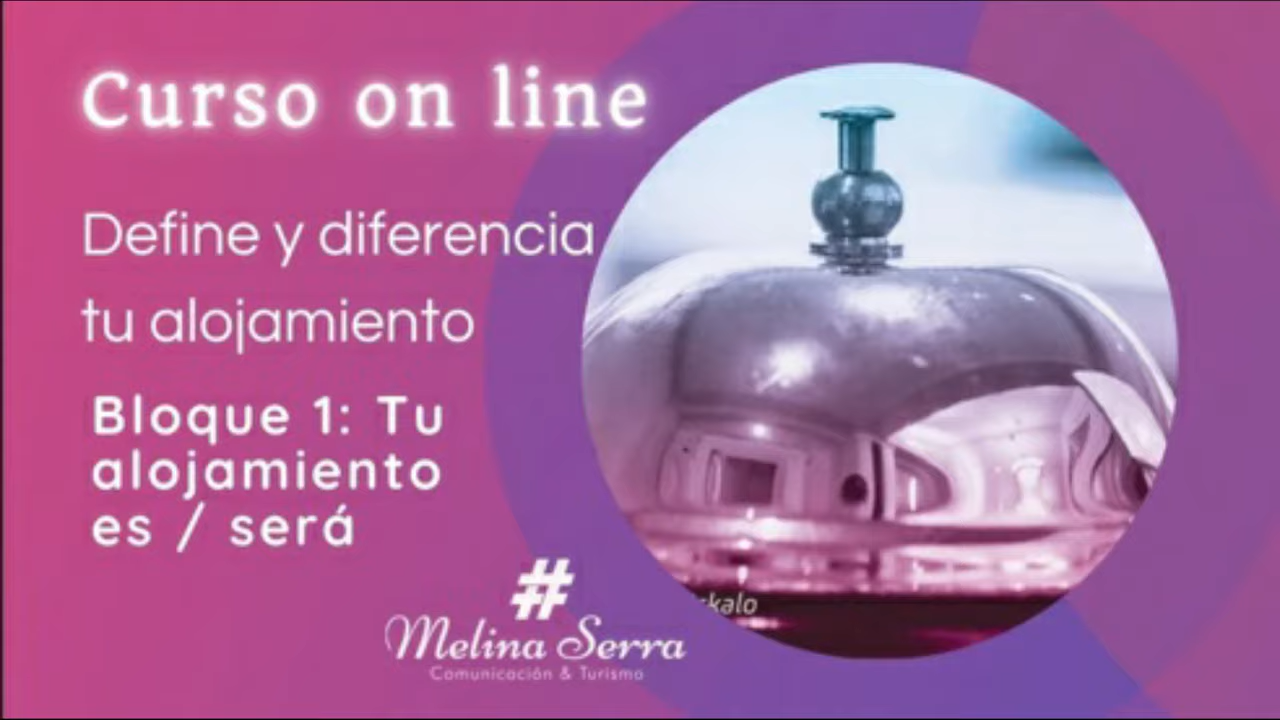 Curso on line
Define y diferencia
tu alojamiento
Bloque 1: Tu
alojamiento
es / será
#
Melina Serra
Comunicación & Turismo